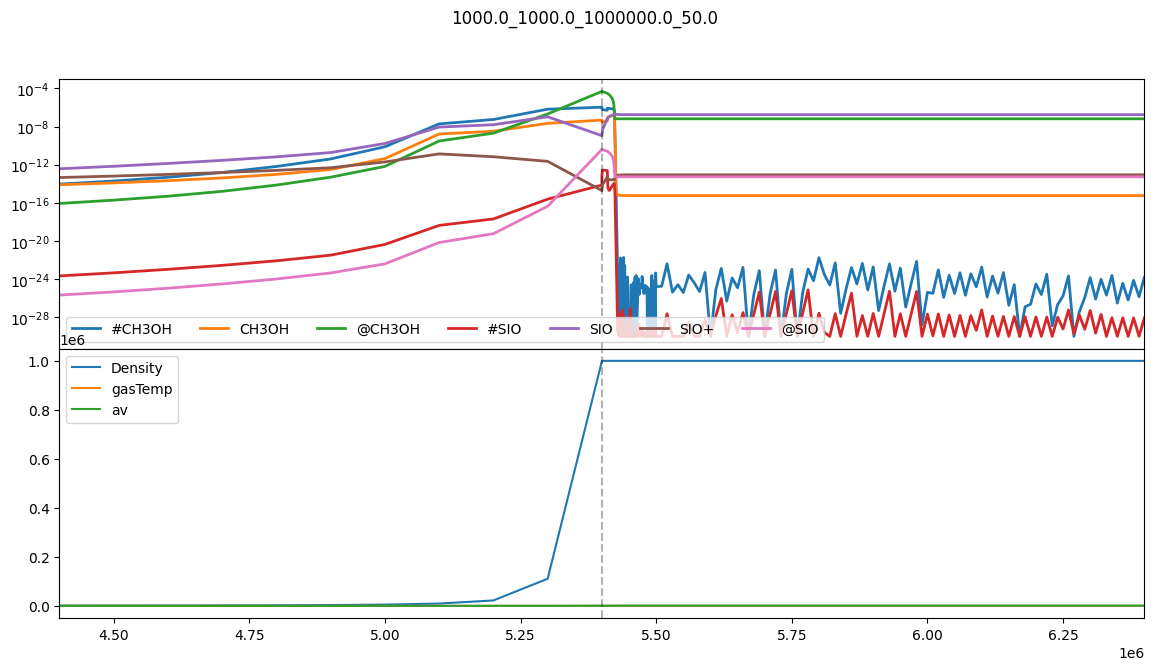 1000.0_1000.0_1000000.0_50.0
10⁻⁴
10⁻⁸
10⁻¹²
10⁻¹⁶
10⁻²⁰
10⁻²⁴
10⁻²⁸
#CH3OH CH3OH @CH3OH #SIO SIO SIO+ @SIO
1e6
1.0
0.8
0.6
0.4
0.2
0.0
Density
gasTemp
av
4.50 4.75 5.00 5.25 5.50 5.75 6.00 6.25
1e6